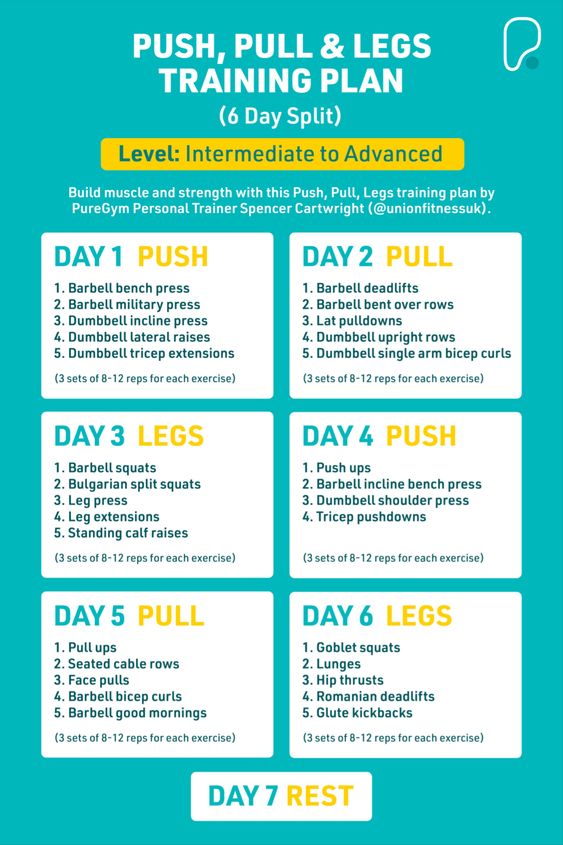 PUSH, PULL & LEGS
TRAINING PLAN
(6 Day Split)
Level: Intermediate to Advanced
Build muscle and strength with this Push, Pull, Legs training plan by
PureGym Personal Trainer Spencer Cartwright (@unionfitnessuk).
DAY 1 PUSH
1. Barbell bench press
2. Barbell military press
3. Dumbbell incline press
4. Dumbbell lateral raises
5. Dumbbell tricep extensions
(3 sets of 8-12 reps for each exercise)
DAY 2 PULL
1. Barbell deadlifts
2. Barbell bent over rows
3. Lat pulldowns
4. Dumbbell upright rows
5. Dumbbell single arm bicep curls
(3 sets of 8-12 reps for each exercise)
DAY 3 LEGS
1. Barbell squats
2. Bulgarian split squats
3. Leg press
4. Leg extensions
5. Standing calf raises
(3 sets of 8-12 reps for each exercise)
DAY 4 PUSH
1. Push ups
2. Barbell incline bench press
3. Dumbbell shoulder press
4. Tricep pushdowns
(3 sets of 8-12 reps for each exercise)
DAY 5 PULL
1. Pull ups
2. Seated cable rows
3. Face pulls
4. Barbell bicep curls
5. Barbell good mornings
(3 sets of 8-12 reps for each exercise)
DAY 6 LEGS
1. Goblet squats
2. Lunges
3. Hip thrusts
4. Romanian deadlifts
5. Glute kickbacks
(3 sets of 8-12 reps for each exercise)
DAY 7 REST